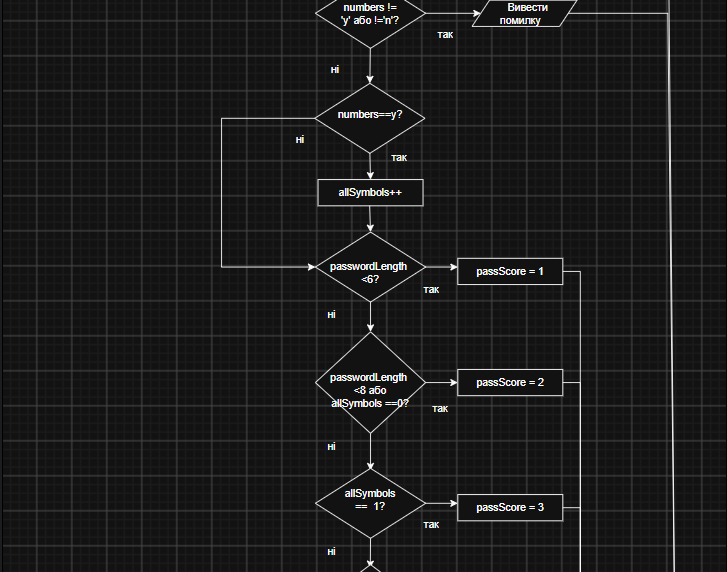 numbers !=
'y' або !='n'?
Вивести
помилку
так
ні
numbers==y?
ні
так
allSymbols++
passwordLength
<6?
passScore = 1
так
ні
passwordLength
<8 або
allSymbols ==0?
passScore = 2
так
ні
allSymbols
== 1?
passScore = 3
так
ні